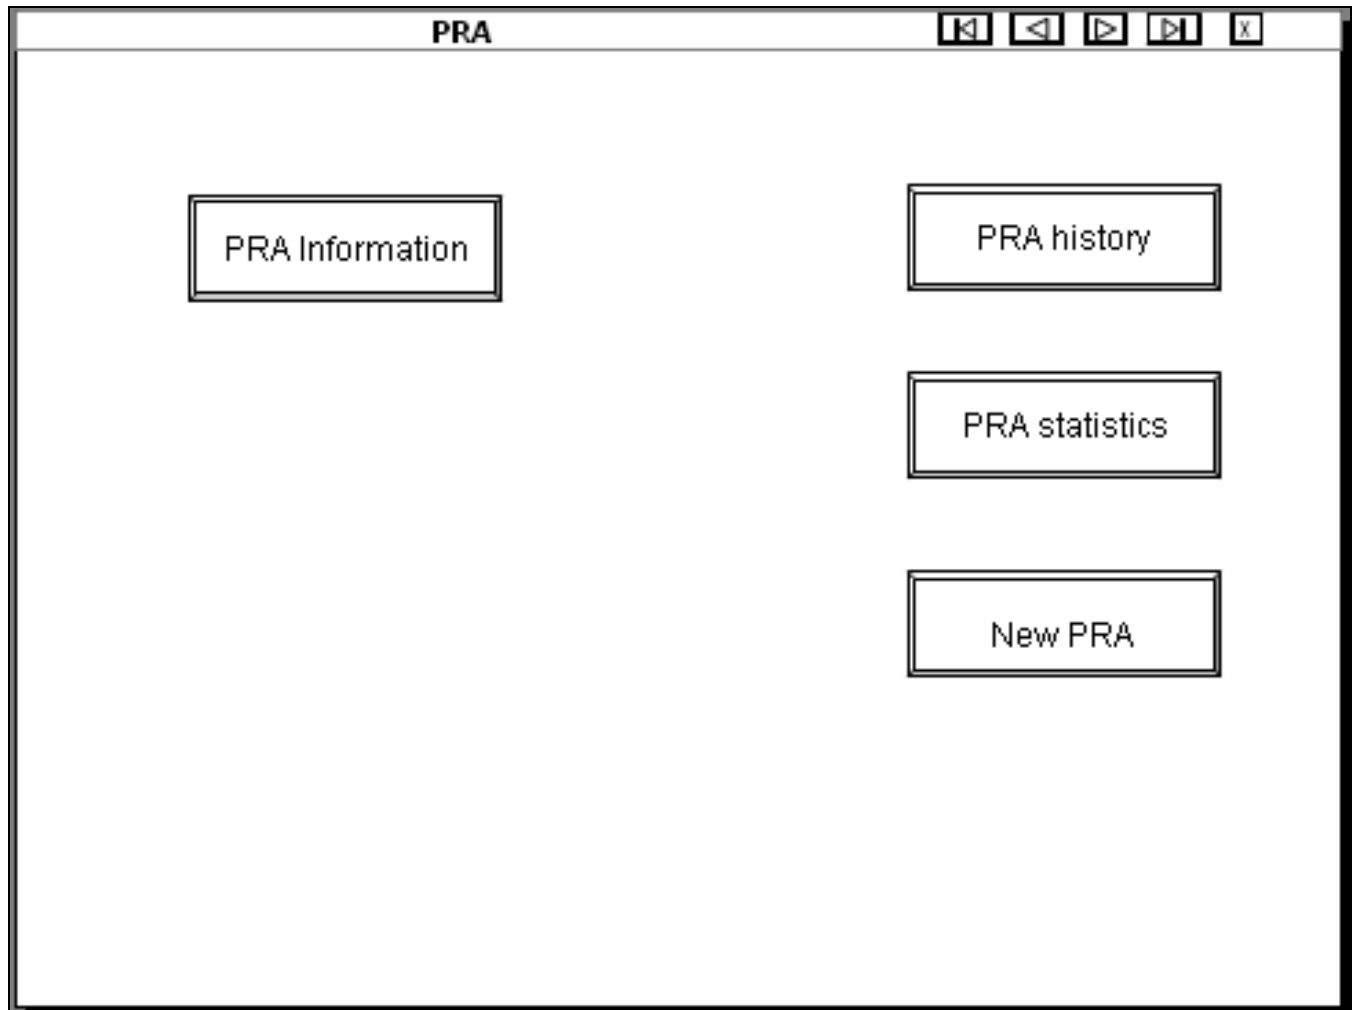 PRA
X
PRA Information
PRA history
PRA statistics
New PRA